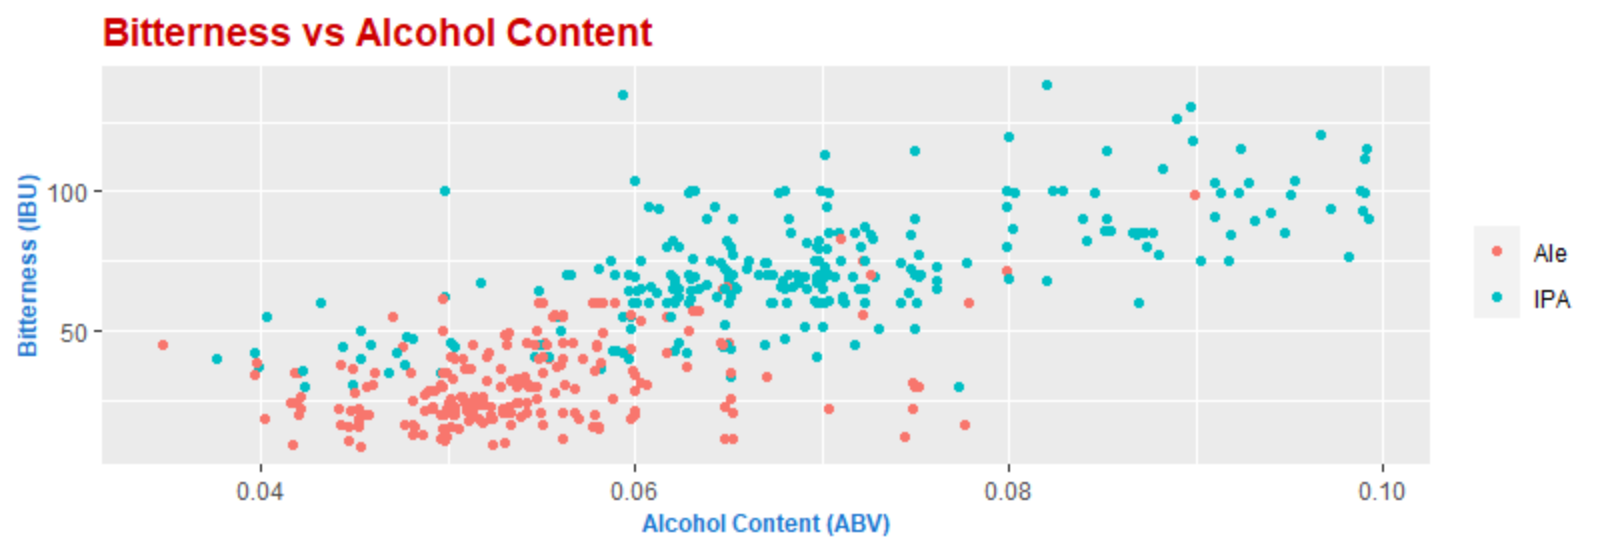 Bitterness vs Alcohol Content
Bitterness (IBU)
100
50
0.04
0.06
0.08
0.10
Alcohol Content (ABV)
Ale
IPA